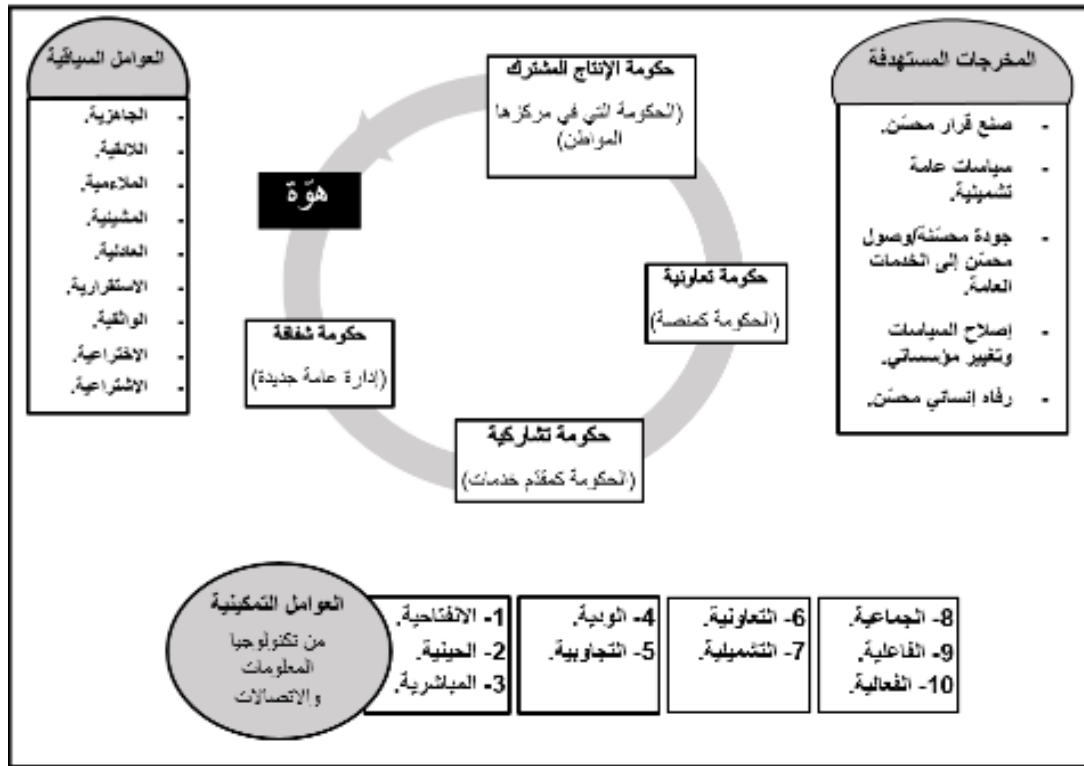 المخرجات المستهدفة
- صنع قرار محسّن.
- سياسات عامة
تشميلية.
- جودة محسّنة/وصول
محسّن إلى الخدمات
العامة.
- إصلاح السياسات
وتغيير مؤسساتي.
- رفاه إنساني محسّن.
حكومة الإنتاج المشترك
(الحكومة التي في مركزها
المواطن)
حكومة تعاونية
(الحكومة كمنصة)
حكومة تشاركية
(الحكومة كمقدّم خدمات)
حكومة شفافة
(إدارة عامة جديدة)
هوّة
العوامل السياقية
- الجاهزية.
- اللائقية.
- الملاءمية.
- المشينية.
- العادلية.
- الاستقرارية.
- الواثقية.
- الاختراعية.
- الاشتراعية.
العوامل التمكينية
من تكنولوجيا
المعلومات
والاتصالات
1- الانفتاحية.
2- الحينية.
3- المباشرية.
4- الوبية.
5- التجاوبية.
6- التعاونية.
7- التشميلية.
8- الجماعية.
9- الفاعلية.
10- الفعالية.